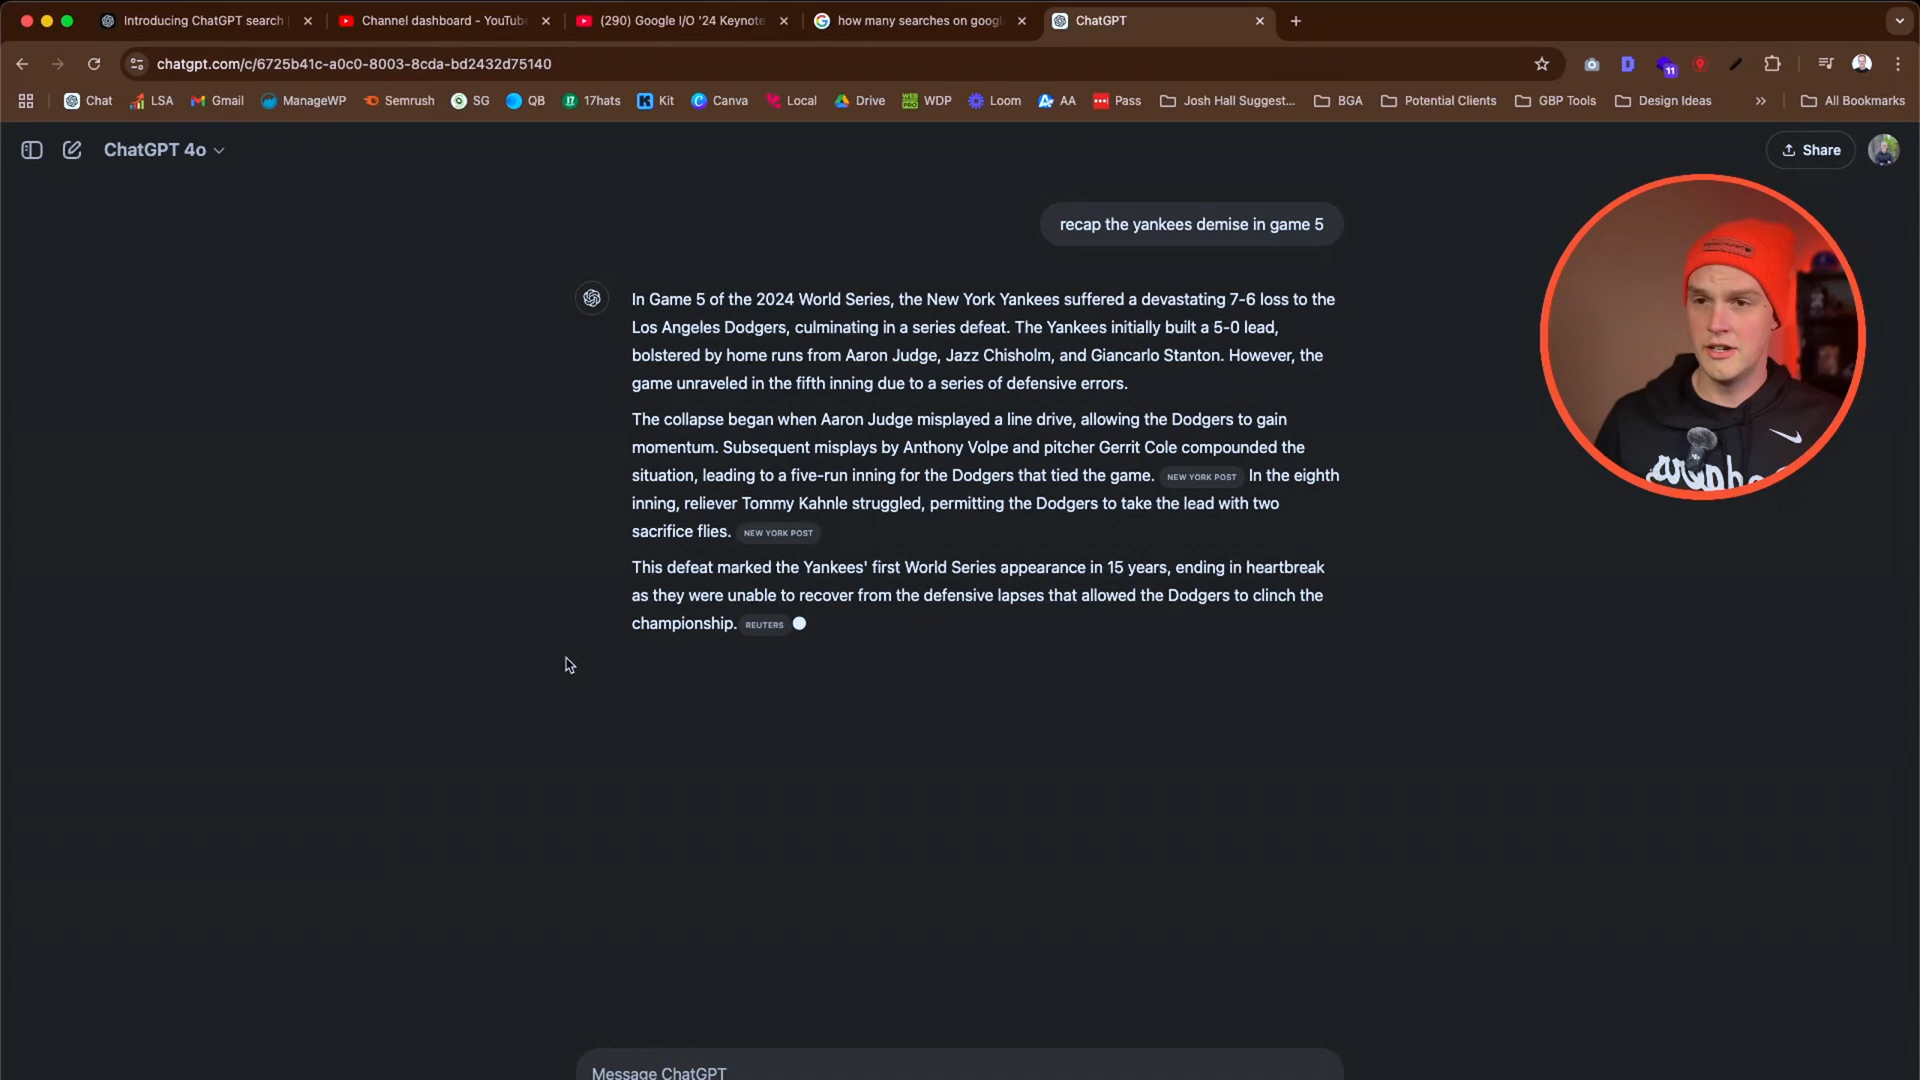 Introducing ChatGPT search
Channel dashboard - YouTube
(290) Google I/O '24 Keynote
how many searches on googl
ChatGPT
chatgpt.com/c/6725b41c-a0c0-8003-8cda-bd2432d75140
11
Chat
LSA
Gmail
ManageWP
Semrush
SG
QB
17hats
Kit
Canva
Local
Drive
WDP
Loom
AA
Pass
Josh Hall Suggest...
BGA
Potential Clients
GBP Tools
Design Ideas
All Bookmarks
ChatGPT 4o
Share
recap the yankees demise in game 5
In Game 5 of the 2024 World Series, the New York Yankees suffered a devastating 7-6 loss to the
Los Angeles Dodgers, culminating in a series defeat. The Yankees initially built a 5-0 lead,
bolstered by home runs from Aaron Judge, Jazz Chisholm, and Giancarlo Stanton. However, the
game unraveled in the fifth inning due to a series of defensive errors.
The collapse began when Aaron Judge misplayed a line drive, allowing the Dodgers to gain
momentum. Subsequent misplays by Anthony Volpe and pitcher Gerrit Cole compounded the
situation, leading to a five-run inning for the Dodgers that tied the game. NEW YORK POST In the eighth
inning, reliever Tommy Kahnle struggled, permitting the Dodgers to take the lead with two
sacrifice flies. NEW YORK POST
This defeat marked the Yankees' first World Series appearance in 15 years, ending in heartbreak
as they were unable to recover from the defensive lapses that allowed the Dodgers to clinch the
championship. REUTERS
Message ChatGPT